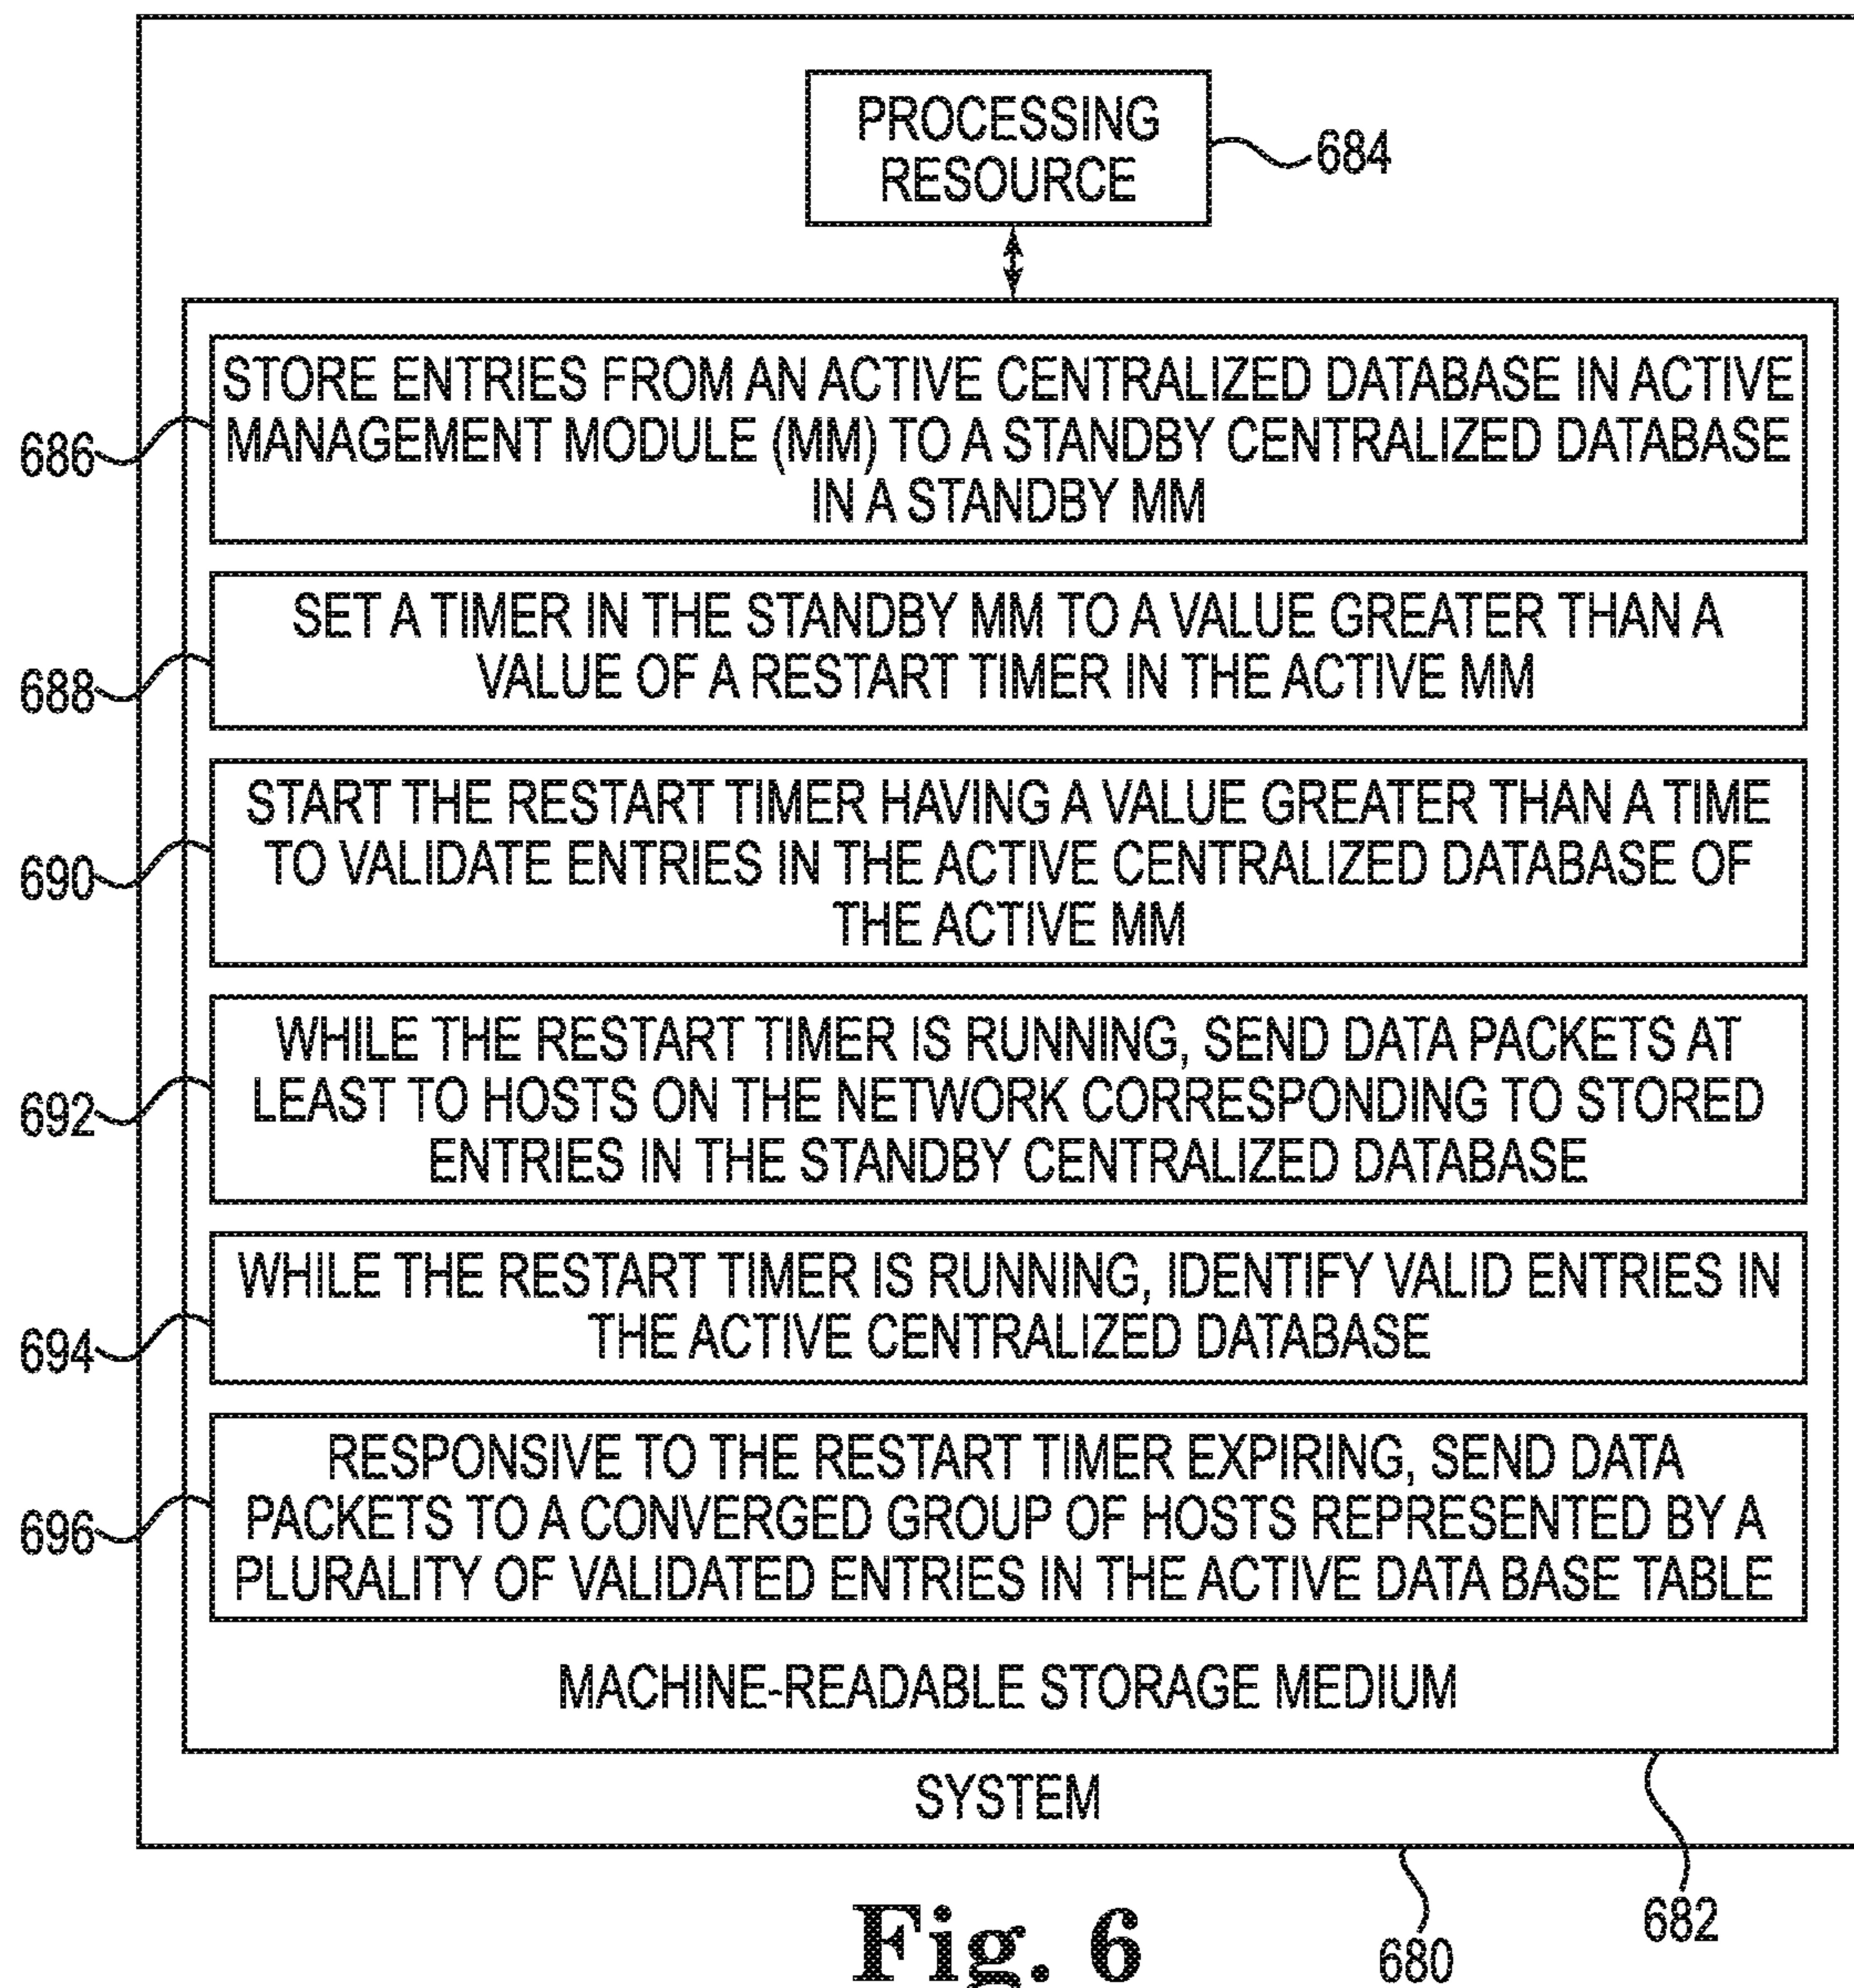 PROCESSING
RESOURCE
684
STORE ENTRIES FROM AN ACTIVE CENTRALIZED DATABASE IN ACTIVE
MANAGEMENT MODULE (MM) TO A STANDBY CENTRALIZED DATABASE
IN A STANDBY MM
686
SET A TIMER IN THE STANDBY MM TO A VALUE GREATER THAN A
VALUE OF A RESTART TIMER IN THE ACTIVE MM
688
START THE RESTART TIMER HAVING A VALUE GREATER THAN A TIME
TO VALIDATE ENTRIES IN THE ACTIVE CENTRALIZED DATABASE OF
THE ACTIVE MM
690
WHILE THE RESTART TIMER IS RUNNING, SEND DATA PACKETS AT
LEAST TO HOSTS ON THE NETWORK CORRESPONDING TO STORED
ENTRIES IN THE STANDBY CENTRALIZED DATABASE
692
WHILE THE RESTART TIMER IS RUNNING, IDENTIFY VALID ENTRIES IN
THE ACTIVE CENTRALIZED DATABASE
694
RESPONSIVE TO THE RESTART TIMER EXPIRING, SEND DATA
PACKETS TO A CONVERGED GROUP OF HOSTS REPRESENTED BY A
PLURALITY OF VALIDATED ENTRIES IN THE ACTIVE DATA BASE TABLE
696
MACHINE-READABLE STORAGE MEDIUM
SYSTEM
682
680
Fig. 6